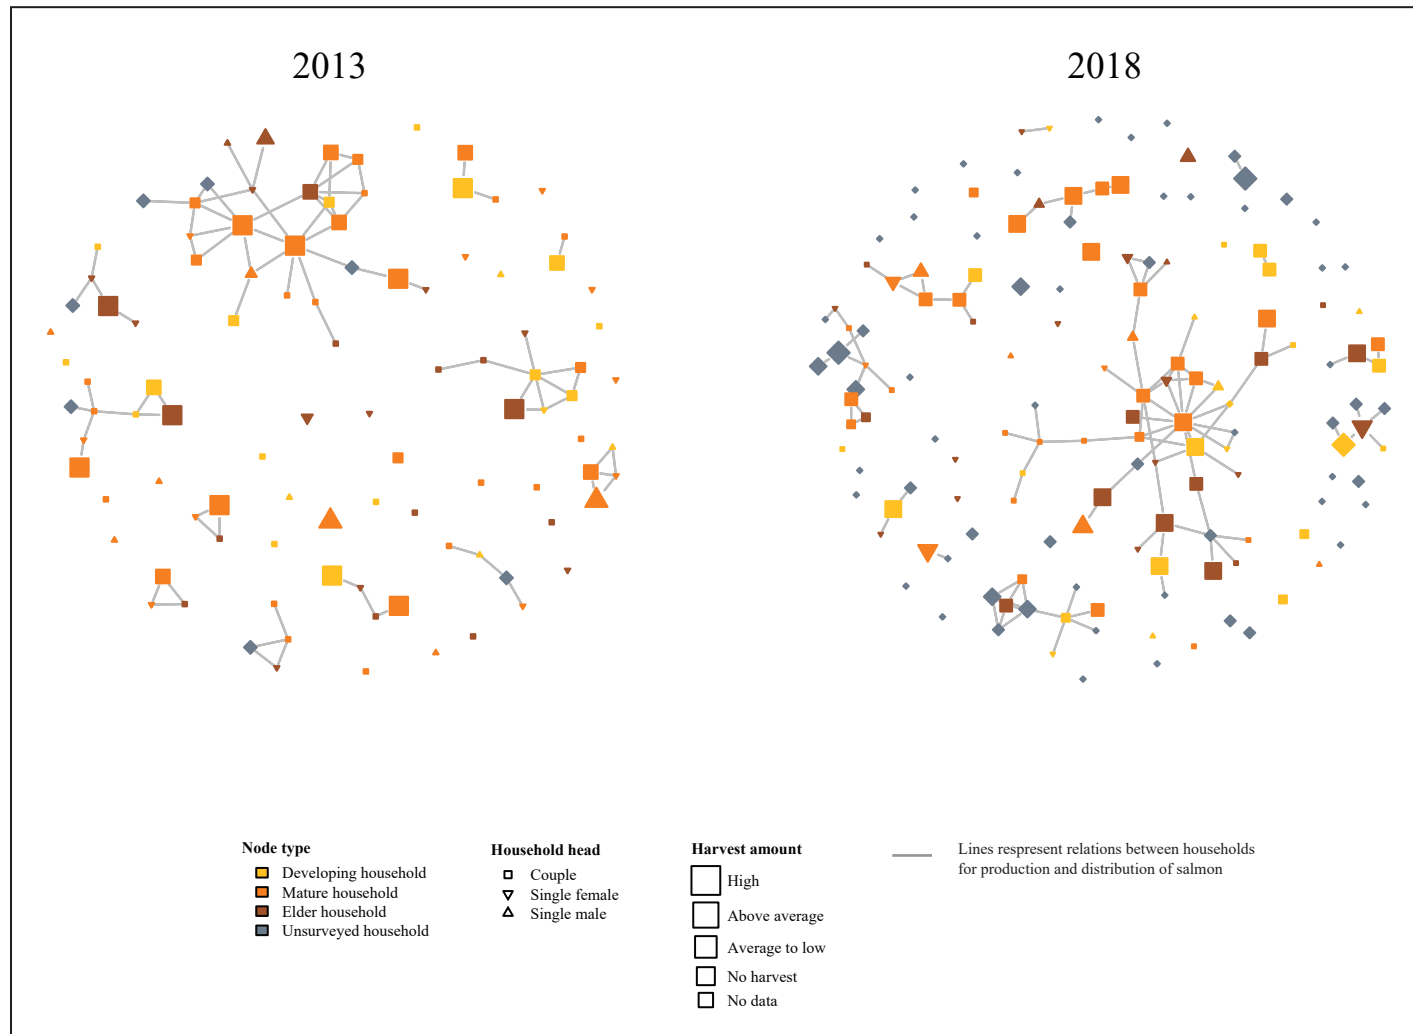 2013
2018
Node type
Developing household
Mature household
Elder household
Unsurveyed household
Household head
Couple
Single female
Single male
Harvest amount
High
Above average
Average to low
No harvest
No data
Lines respresent relations between households
for production and distribution of salmon